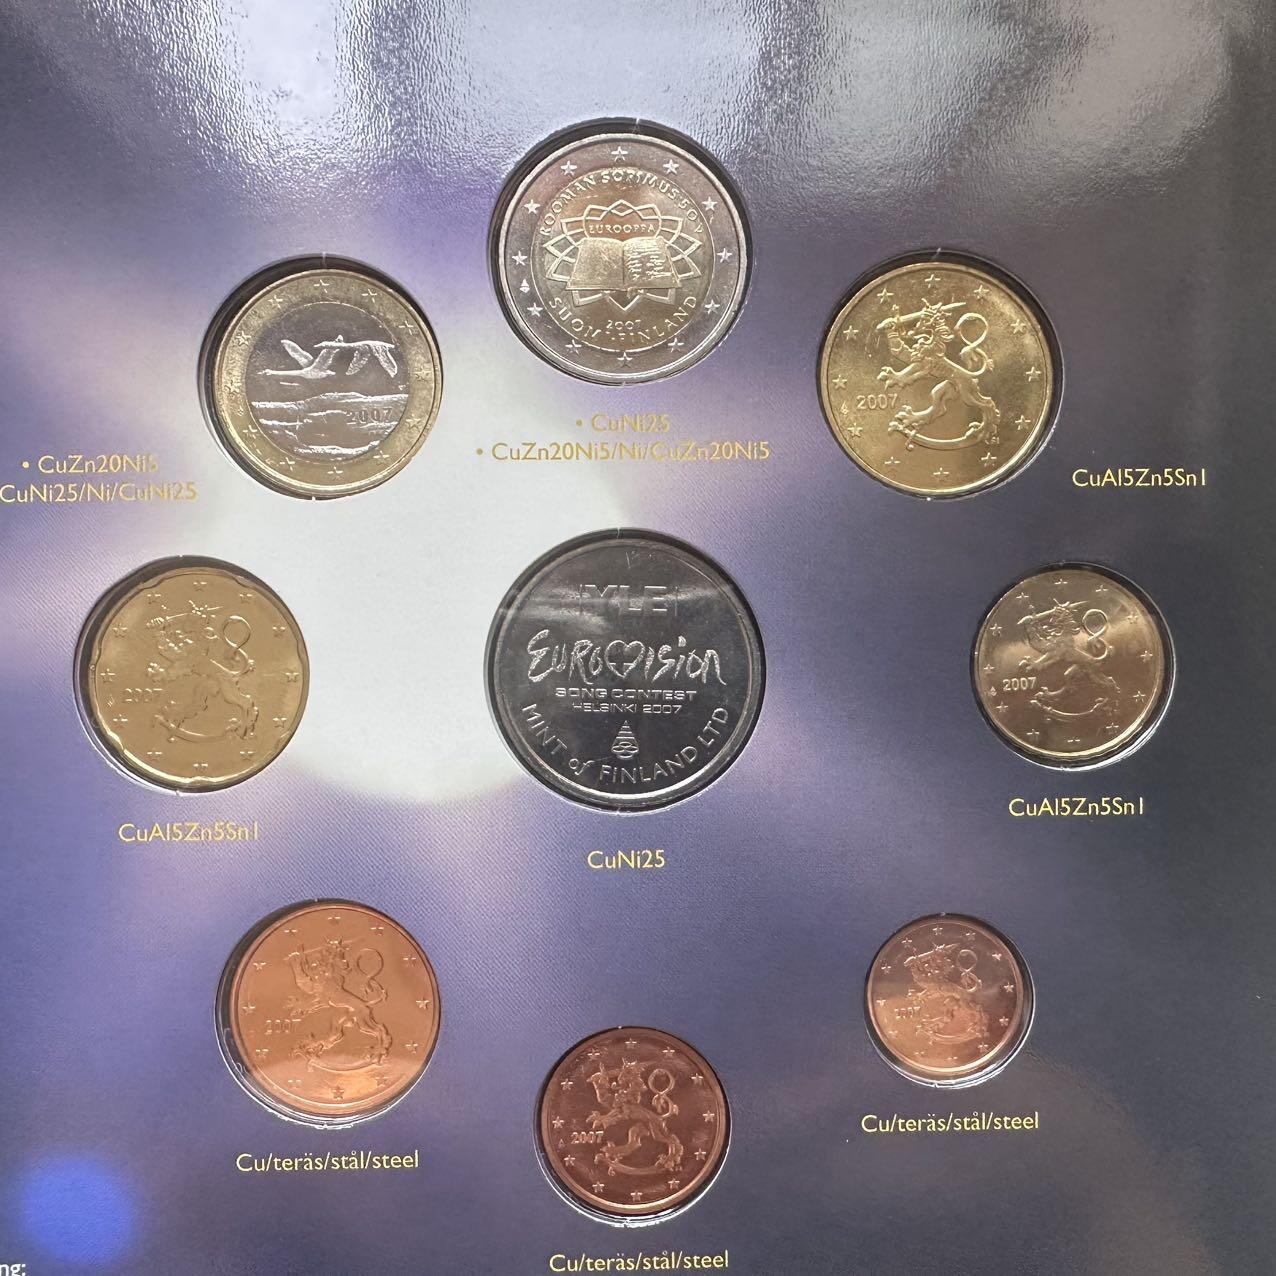 ROOMAN SOPIMUS 50 V
EUROOPPA
2007
SUOMI FINLAND
2007
2007
• CuNi25
• CuZn20Ni5/Ni/CuZn20Ni5
• CuZn20Ni5
CuNi25/Ni/CuNi25
CuAl5Zn5Sn1
YLE
EUROVISION
SONG CONTEST
HELSINKI 2007
MINT of FINLAND LTD
2007
2007
CuAl5Zn5Sn1
CuAl5Zn5Sn1
CuNi25
2007
2007
2007
Cu/teräs/stål/steel
Cu/teräs/stål/steel
Cu/teräs/stål/steel
ng: